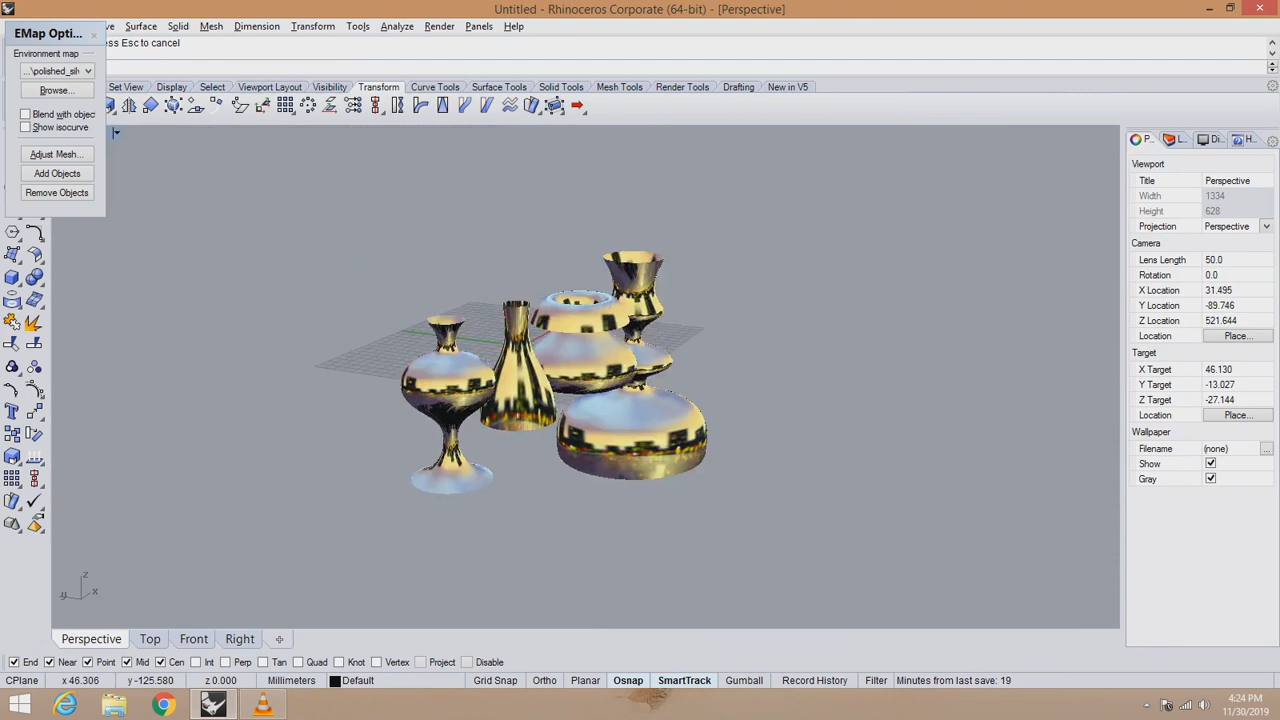 Untitled - Rhinoceros Corporate (64-bit) - [Perspective]
EMap Opti...
Surface Solid Mesh Dimension Transform Tools Analyze Render Panels Help
ess Esc to cancel
Environment map
...\polished_silv
Browse...
Blend with object
Show isocurve
Adjust Mesh...
Add Objects
Remove Objects
Set View Display Select Viewport Layout Visibility Transform Curve Tools Surface Tools Solid Tools Mesh Tools Render Tools Drafting New in V5
P... L... Di... H...
Viewport
Title Perspective
Width 1334
Height 628
Projection Perspective
Camera
Lens Length 50.0
Rotation 0.0
X Location 31.495
Y Location -89.746
Z Location 521.644
Location Place...
Target
X Target 46.130
Y Target -13.027
Z Target -27.144
Location Place...
Wallpaper
Filename (none) ...
Show
Gray
z
y x
Perspective Top Front Right
End Near Point Mid Cen Int Perp Tan Quad Knot Vertex Project Disable
CPlane x 46.306 y -125.580 z 0.000 Millimeters Default Grid Snap Ortho Planar Osnap SmartTrack Gumball Record History Filter Minutes from last save: 19
4:24 PM
11/30/2019